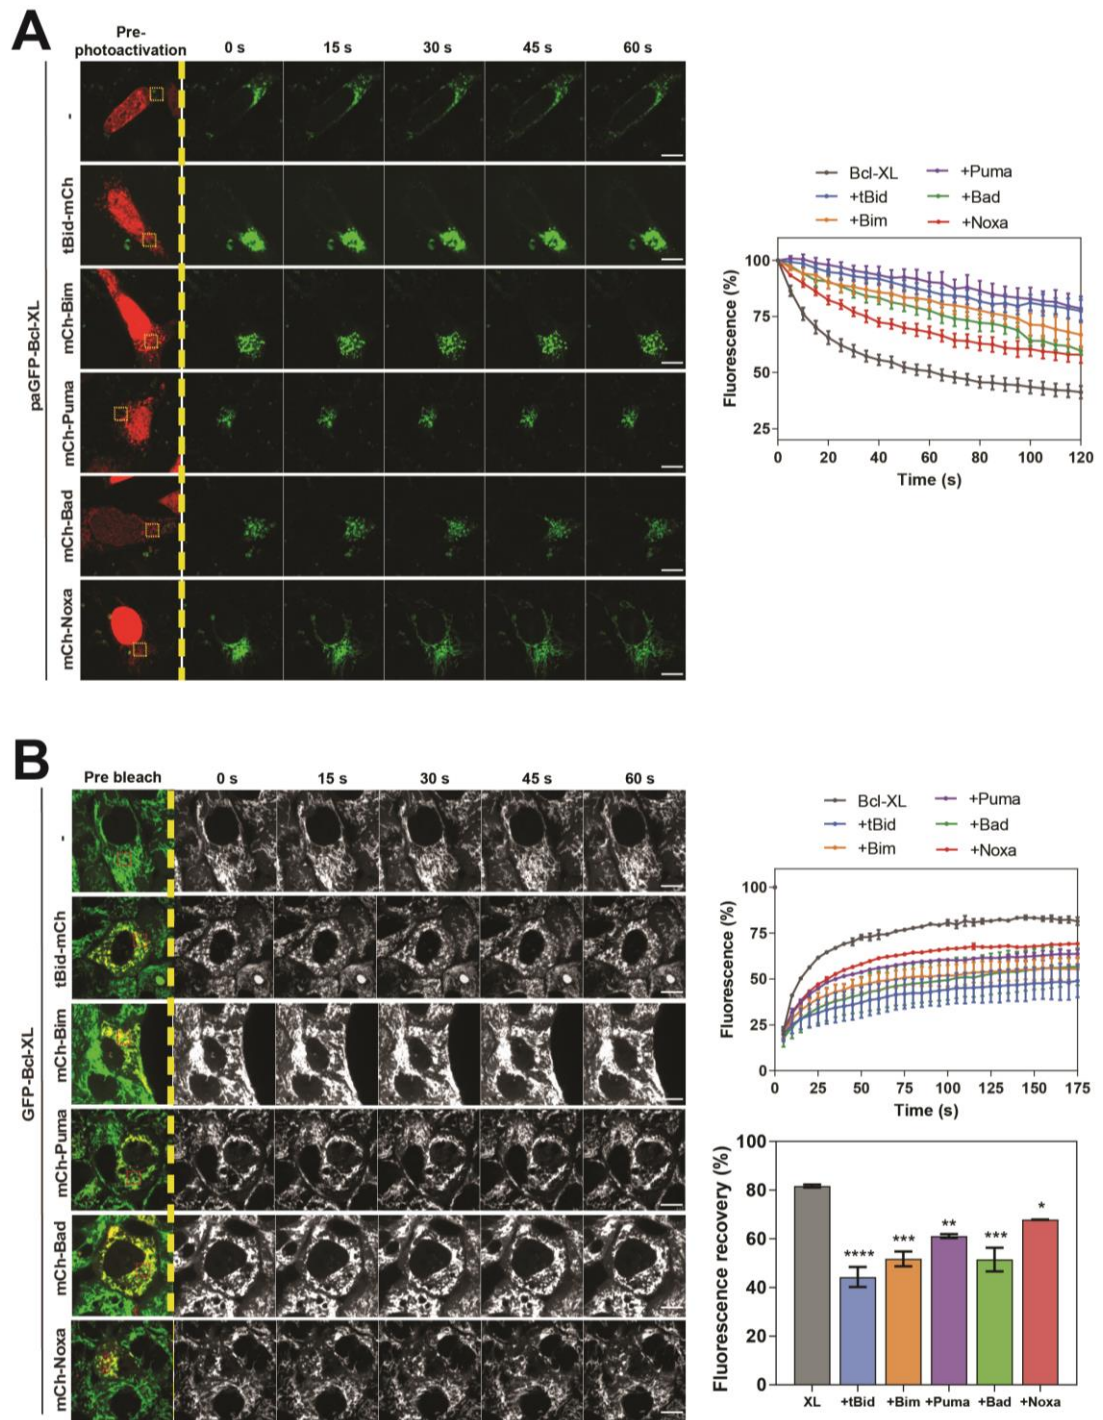 A
Pre-
photoactivation
0 s
15 s
30 s
45 s
60 s
paGFP-Bcl-XL
-
tBid-mCh
mCh-Bim
mCh-Puma
mCh-Bad
mCh-Noxa
Bcl-XL
+tBid
+Bim
+Puma
+Bad
+Noxa
Fluorescence (%)
100
75
50
25
0 20 40 60 80 100 120
Time (s)
B
Pre bleach
0 s
15 s
30 s
45 s
60 s
GFP-Bcl-XL
-
tBid-mCh
mCh-Bim
mCh-Puma
mCh-Bad
mCh-Noxa
Bcl-XL
+tBid
+Bim
+Puma
+Bad
+Noxa
Fluorescence (%)
100
75
50
25
0
0 25 50 75 100 125 150 175
Time (s)
Fluorescence recovery (%)
100
80
60
40
20
0
****
***
**
***
*
XL +tBid +Bim +Puma +Bad +Noxa